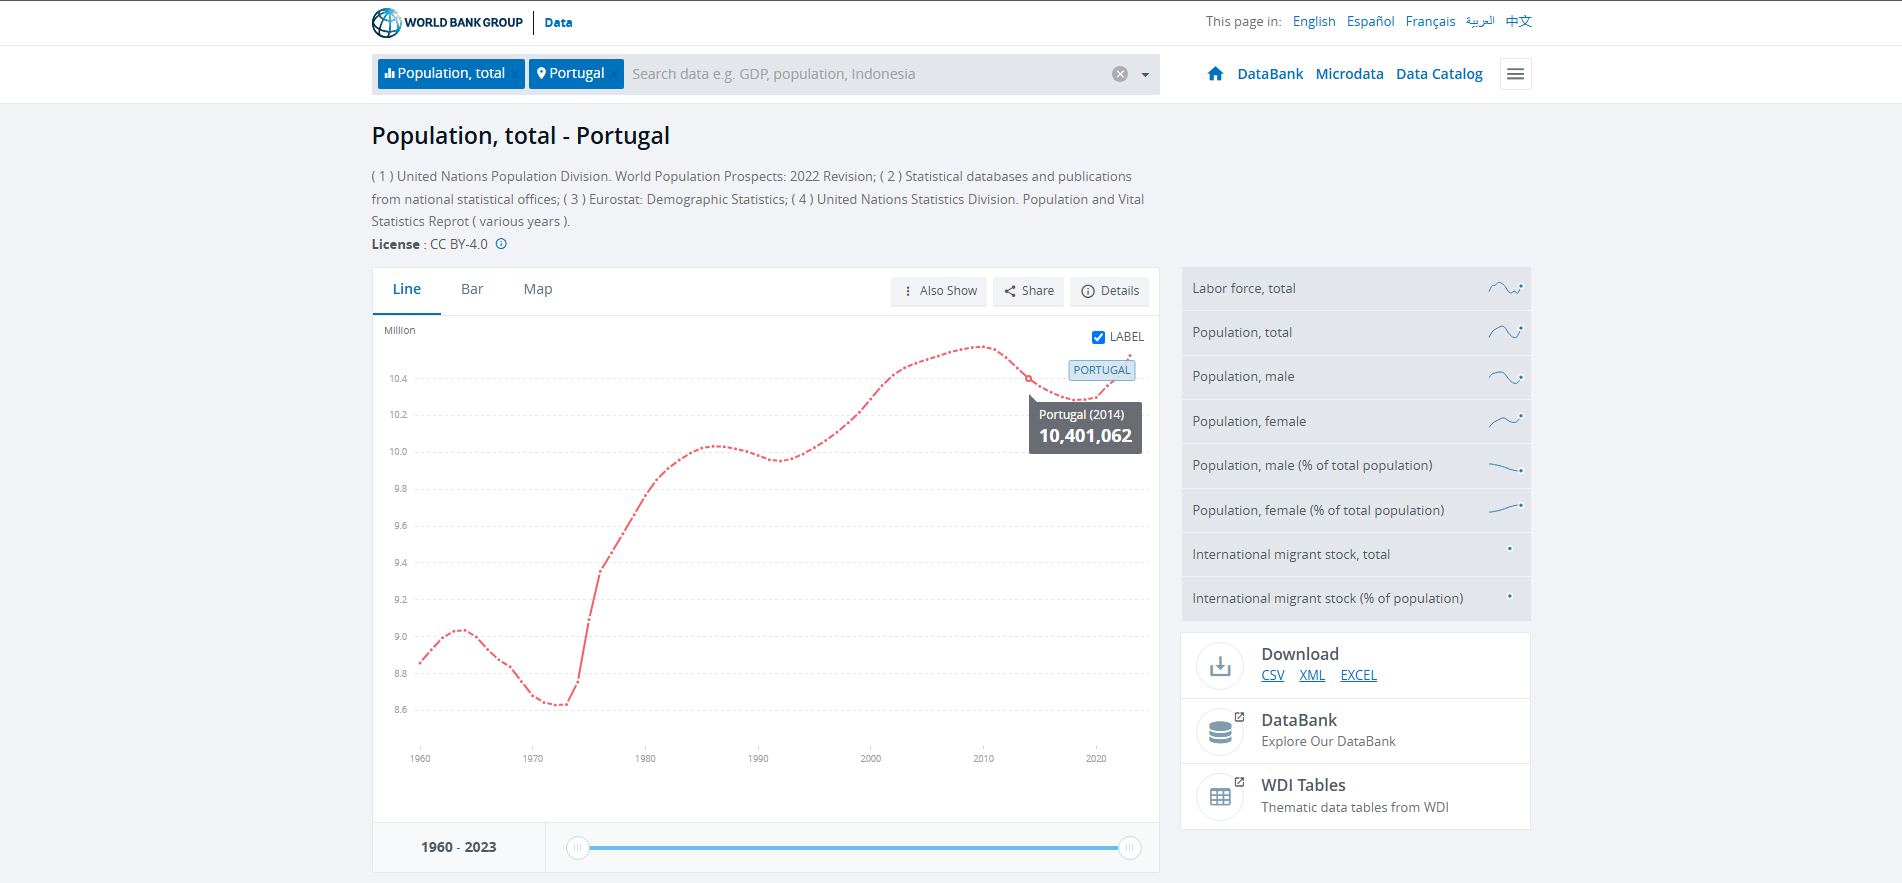 WORLD BANK GROUP Data
This page in: English Español Français العربية 中文
Population, total × Portugal × Search data e.g. GDP, population, Indonesia
DataBank Microdata Data Catalog
Population, total - Portugal
( 1 ) United Nations Population Division. World Population Prospects: 2022 Revision; ( 2 ) Statistical databases and publications
from national statistical offices; ( 3 ) Eurostat: Demographic Statistics; ( 4 ) United Nations Statistics Division. Population and Vital
Statistics Reprot ( various years ).
License : CC BY-4.0
Line Bar Map
Also Show Share Details
Million
LABEL
PORTUGAL
Portugal (2014)
10,401,062
10.4
10.2
10.0
9.8
9.6
9.4
9.2
9.0
8.8
8.6
1960 1970 1980 1990 2000 2010 2020
1960 - 2023
Labor force, total
Population, total
Population, male
Population, female
Population, male (% of total population)
Population, female (% of total population)
International migrant stock, total
International migrant stock (% of population)
Download
CSV XML EXCEL
DataBank
Explore Our DataBank
WDI Tables
Thematic data tables from WDI